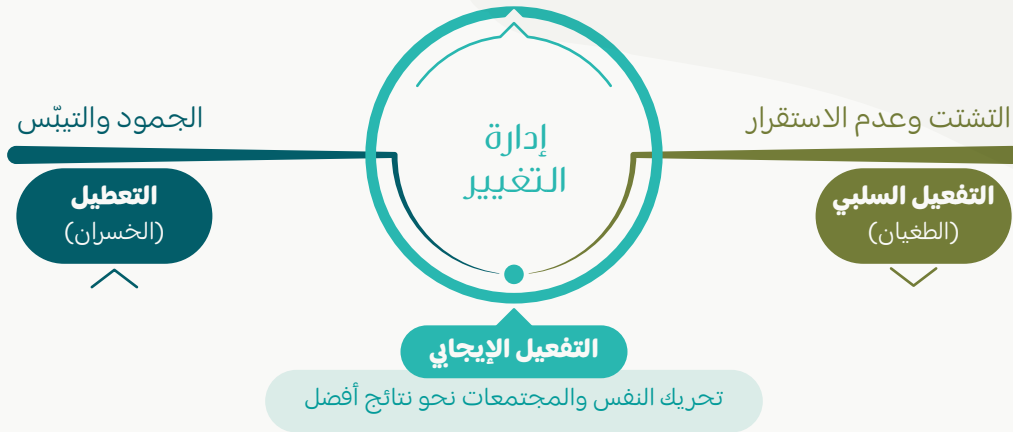 التشتت وعدم الاستقرار
التفعيل السلبي
(الطغيان)
إدارة
التغيير
الجمود والتيبّس
التعطيل
(الخسران)
التفعيل الإيجابي
تحريك النفس والمجتمعات نحو نتائج أفضل